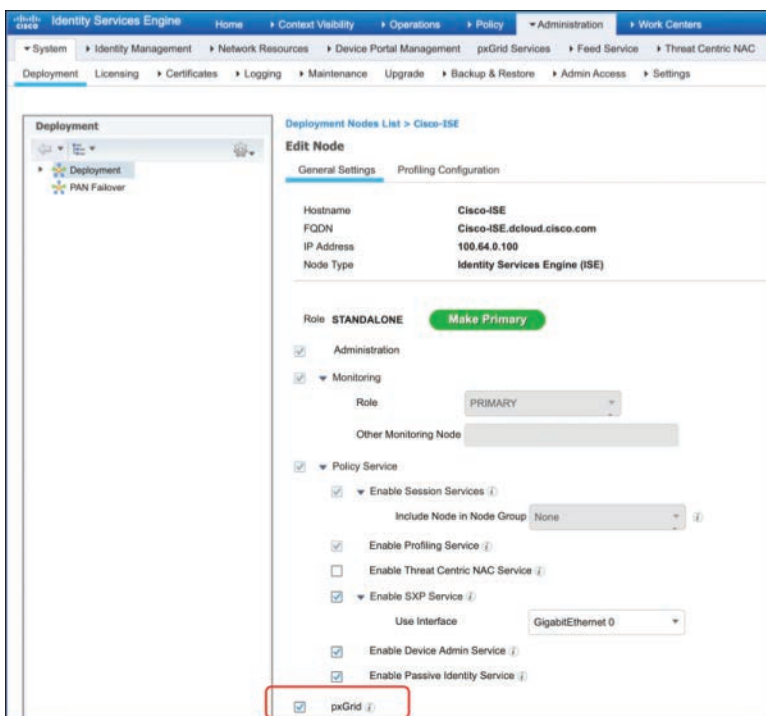 cisco Identity Services Engine Home Context Visibility Operations Policy Administration Work Centers
System Identity Management Network Resources Device Portal Management pxGrid Services Feed Service Threat Centric NAC
Deployment Licensing Certificates Logging Maintenance Upgrade Backup & Restore Admin Access Settings
Deployment
Deployment
PAN Failover
Deployment Nodes List > Cisco-ISE
Edit Node
General Settings Profiling Configuration
Hostname Cisco-ISE
FQDN Cisco-ISE.dcloud.cisco.com
IP Address 100.64.0.100
Node Type Identity Services Engine (ISE)
Role STANDALONE Make Primary
Administration
Monitoring
Role PRIMARY
Other Monitoring Node
Policy Service
Enable Session Services
Include Node in Node Group None
Enable Profiling Service
Enable Threat Centric NAC Service
Enable SXP Service
Use Interface GigabitEthernet 0
Enable Device Admin Service
Enable Passive Identity Service
pxGrid